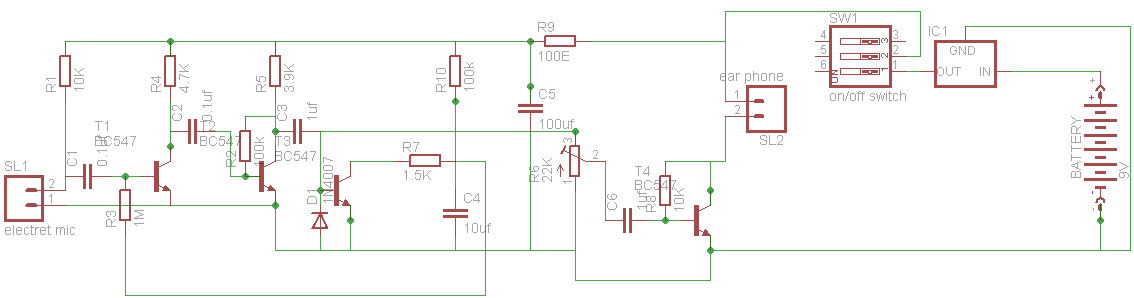 R1
10K
R4
4.7K
R5
3.9K
R10
100k
R9
100E
C5
100uf
SW1
4
5
6
3
2
1
3
2
1
ON
on/off switch
IC1
GND
OUT
IN
ear phone
1
2
SL2
+
+
BATTERY
9V
-
-
SL1
2
1
electret mic
C1
0.1uf
T1
BC547
R3
1M
C2
0.1uf
T2
BC547
R2
100k
C3
1uf
T3
BC547
D1
1N4007
R7
1.5K
C4
10uf
R6
22K
3
2
1
C6
1uf
T4
BC547
R8
10K